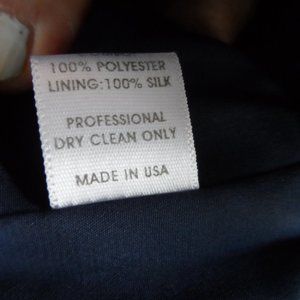 100% POLYESTER
LINING:100% SILK
PROFESSIONAL
DRY CLEAN ONLY
MADE IN USA